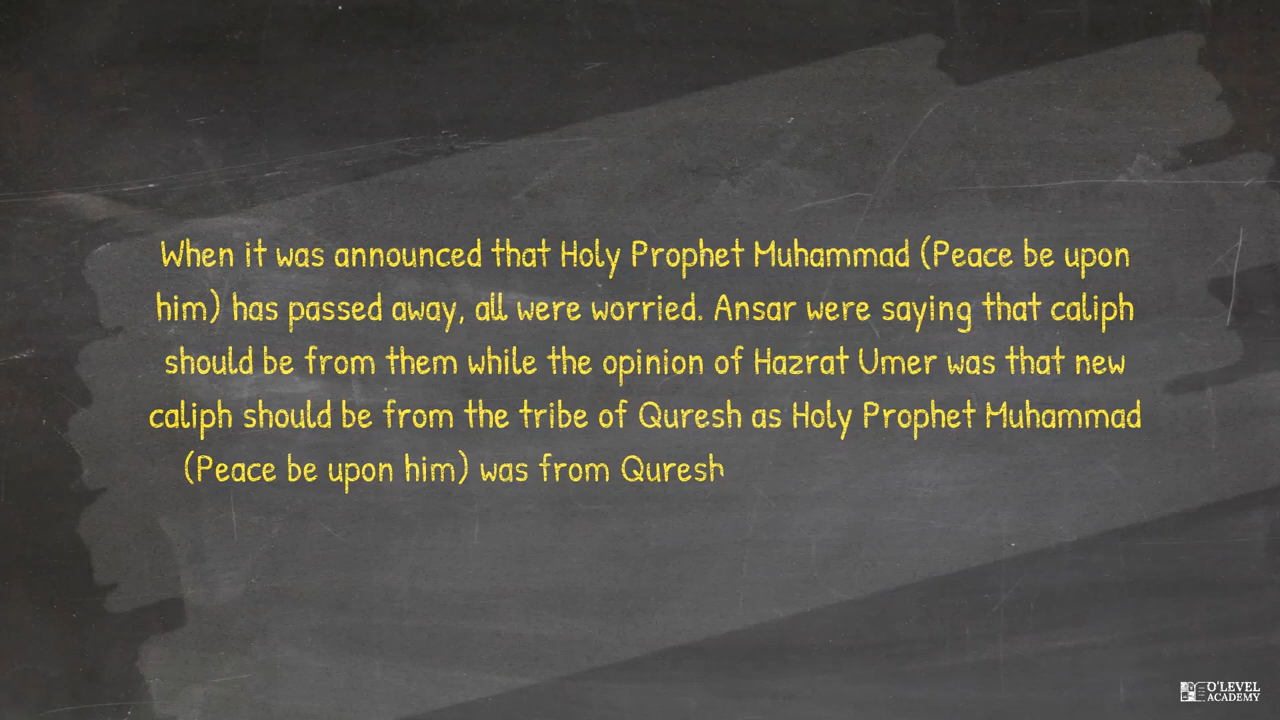 When it was announced that Holy Prophet Muhammad (Peace be upon
him) has passed away, all were worried. Ansar were saying that caliph
should be from them while the opinion of Hazrat Umer was that new
caliph should be from the tribe of Quresh as Holy Prophet Muhammad
(Peace be upon him) was from Quresh
O'LEVEL
ACADEMY